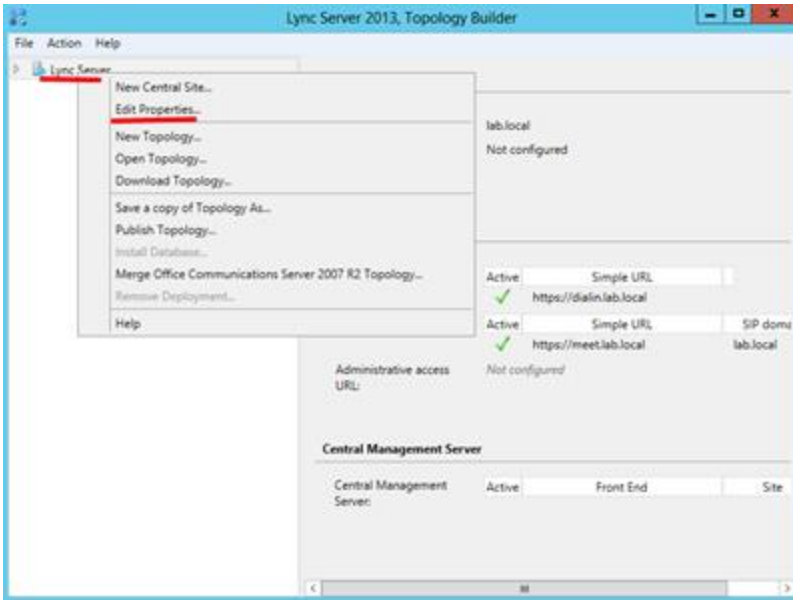 Lync Server 2013, Topology Builder
File Action Help
Lync Server
New Central Site...
Edit Properties...
New Topology...
Open Topology...
Download Topology...
Save a copy of Topology As...
Publish Topology...
Install Database...
Merge Office Communications Server 2007 R2 Topology...
Remove Deployment...
Help
lab.local
Not configured
Active Simple URL
https://dialin.lab.local
Active Simple URL SIP doma
https://meet.lab.local lab.local
Administrative access Not configured
URL:
Central Management Server
Central Management Active Front End Site
Server: